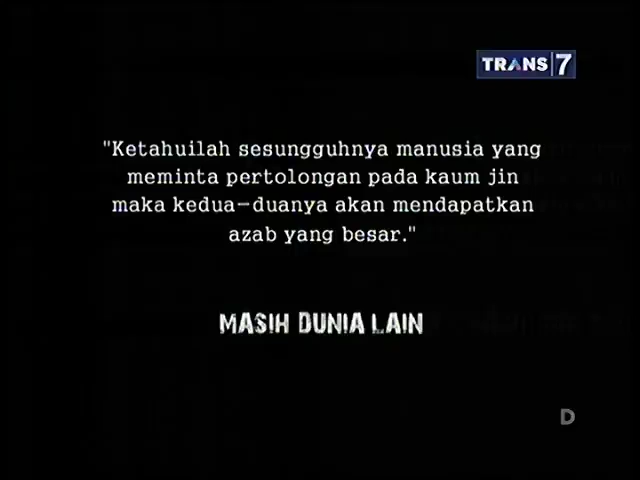 TRANS|7
"Ketahuilah sesungguhnya manusia yang
meminta pertolongan pada kaum jin
maka kedua-duanya akan mendapatkan
azab yang besar."
MASIH DUNIA LAIN
D